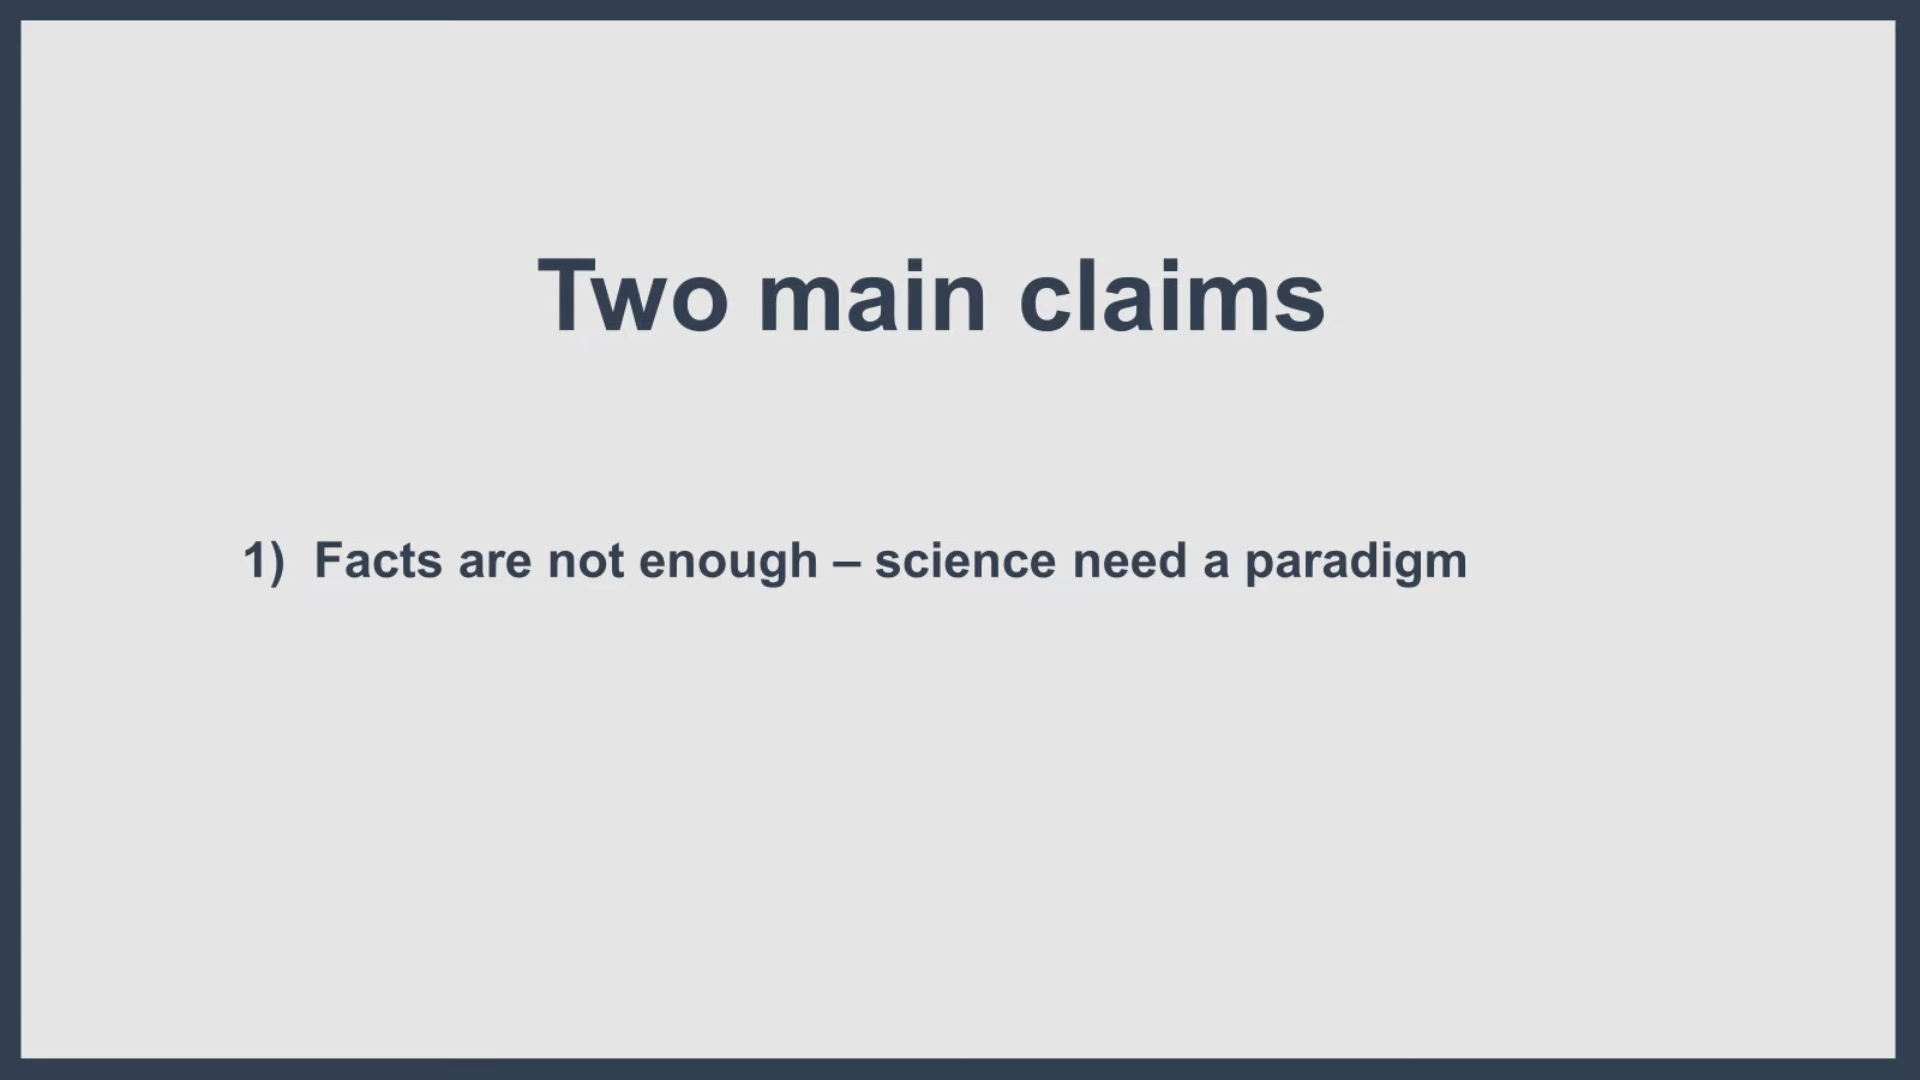 Two main claims
1) Facts are not enough – science need a paradigm